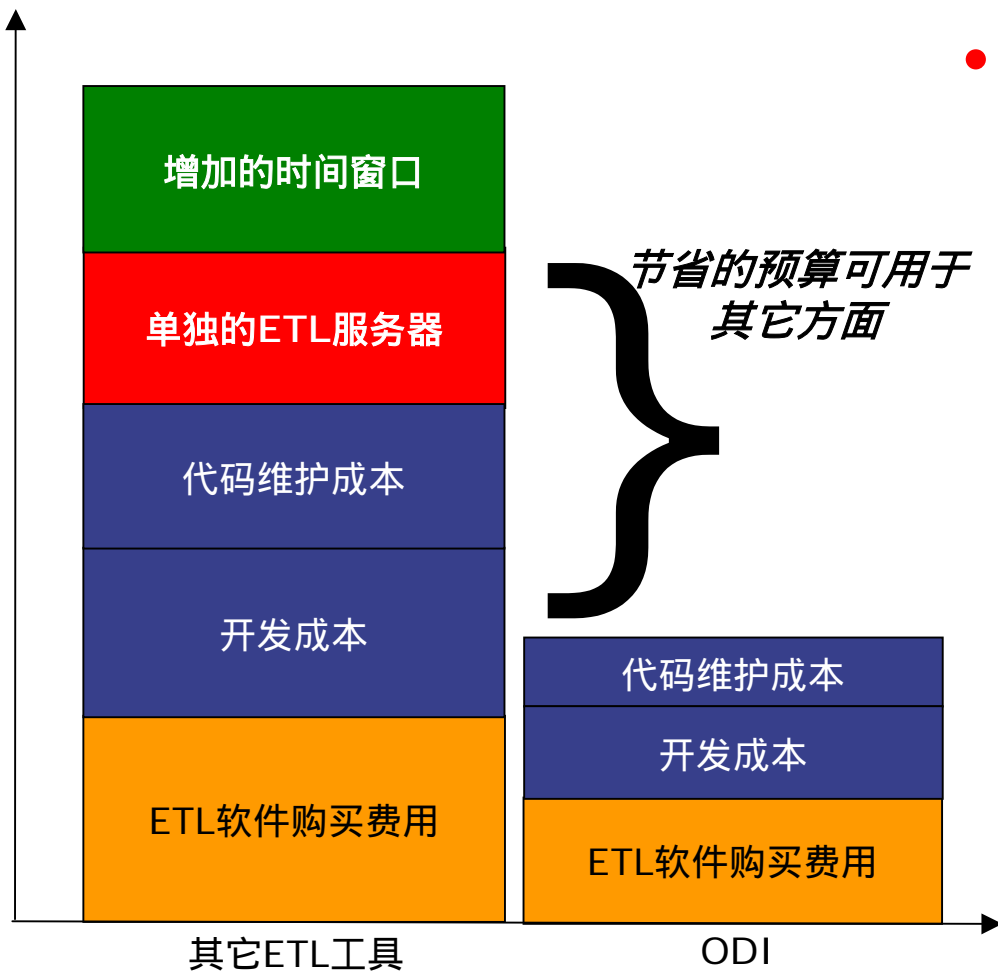 增加的时间窗口
单独的ETL服务器
代码维护成本
开发成本
ETL软件购买费用
其它ETL工具
节省的预算可用于
其它方面
代码维护成本
开发成本
ETL软件购买费用
ODI